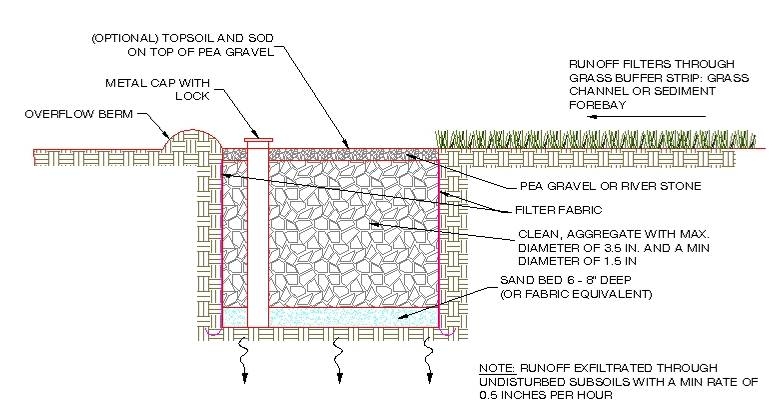 (OPTIONAL) TOPSOIL AND SOD
ON TOP OF PEA GRAVEL
METAL CAP WITH
LOCK
OVERFLOW BERM
RUNOFF FILTERS THROUGH
GRASS BUFFER STRIP: GRASS
CHANNEL OR SEDIMENT
FOREBAY
PEA GRAVEL OR RIVER STONE
FILTER FABRIC
CLEAN, AGGREGATE WITH MAX.
DIAMETER OF 3.5 IN. AND A MIN
DIAMETER OF 1.5 IN
SAND BED 6 - 8" DEEP
(OR FABRIC EQUIVALENT)
NOTE: RUNOFF EXFILTRATED THROUGH
UNDISTURBED SUBSOILS WITH A MIN RATE OF
0.5 INCHES PER HOUR